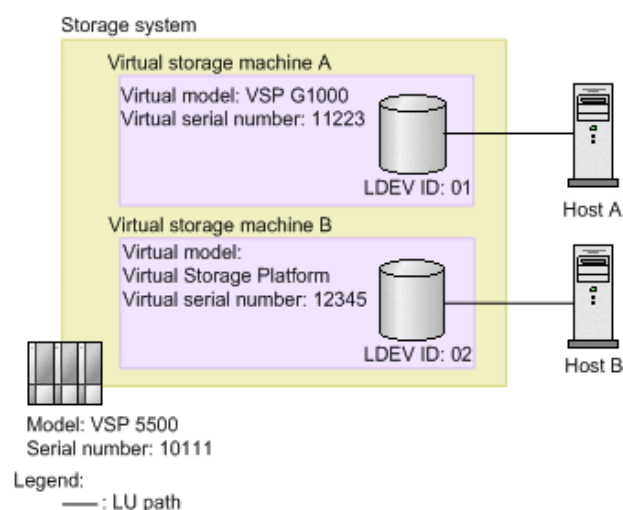 Storage system
Virtual storage machine A
Virtual model: VSP G1000
Virtual serial number: 11223
LDEV ID: 01
Host A
Virtual storage machine B
Virtual model:
Virtual Storage Platform
Virtual serial number: 12345
LDEV ID: 02
Host B
Model: VSP 5500
Serial number: 10111
Legend:
: LU path